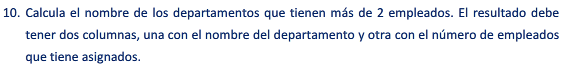 10. Calcula el nombre de los departamentos que tienen más de 2 empleados. El resultado debe
tener dos columnas, una con el nombre del departamento y otra con el número de empleados
que tiene asignados.